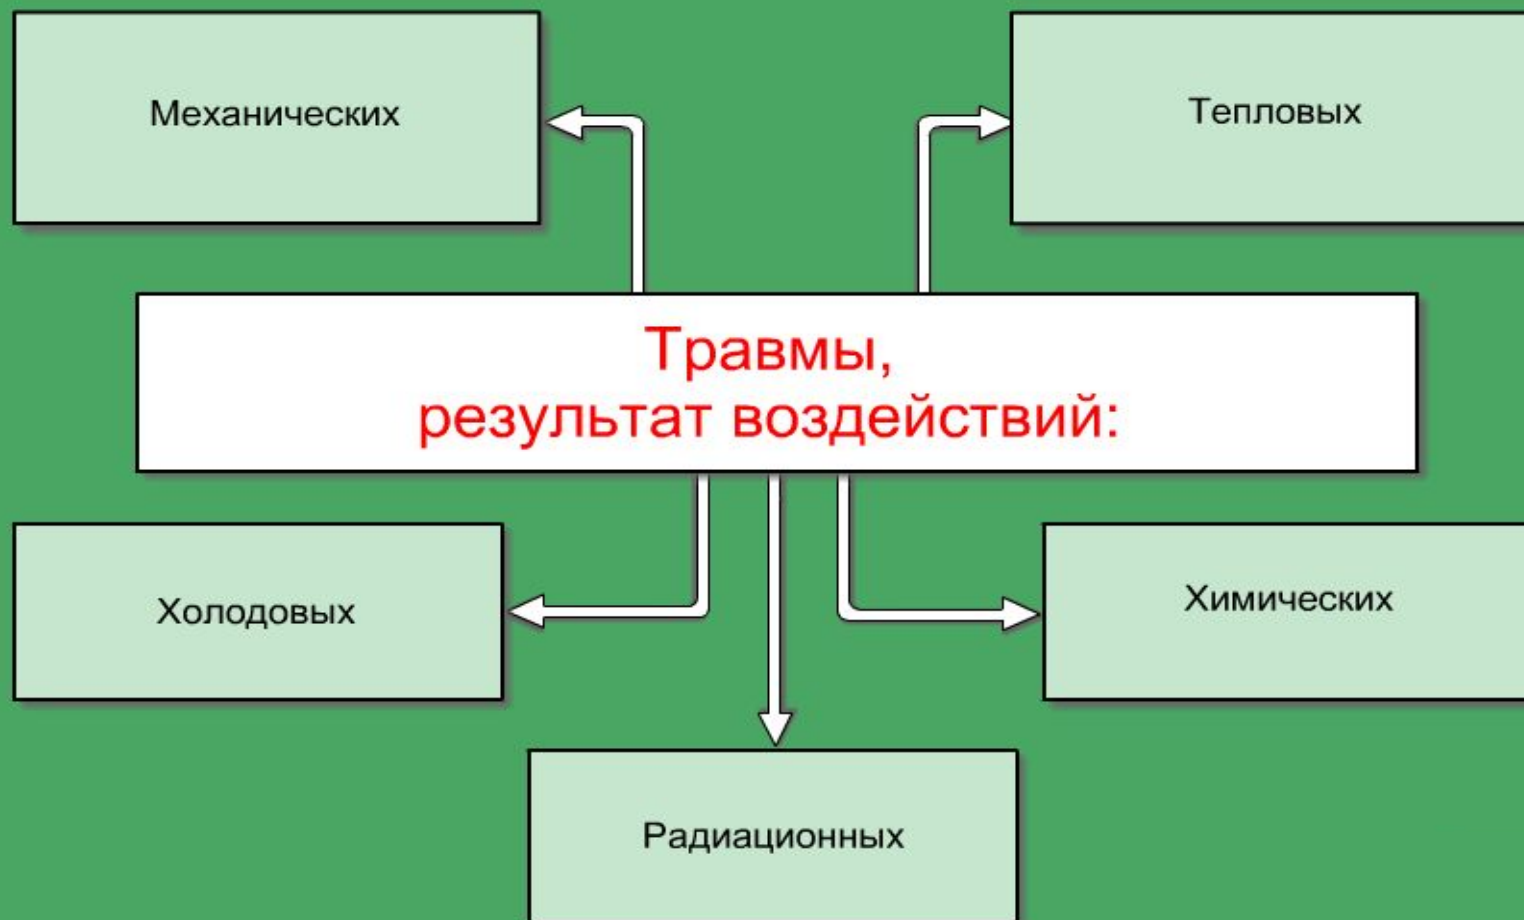 Механических
Тепловых
Травмы,
результат воздействий:
Холодовых
Химических
Радиационных